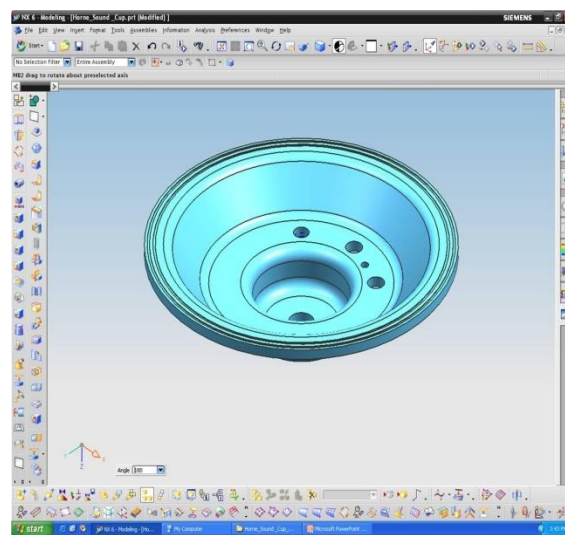 NX 6 - Modeling - [Horne_Sound _Cup.prt (Modified) ]
SIEMENS
File Edit View Insert Format Tools Assemblies Information Analysis Preferences Window Help
Start
No Selection Filter
Entire Assembly
MB2 drag to rotate about preselected axis
Z
Angle 180
start
NX 6 - Modeling - [Ho...
My Computer
Horne_Sound_Cup_...
Microsoft PowerPoint ...